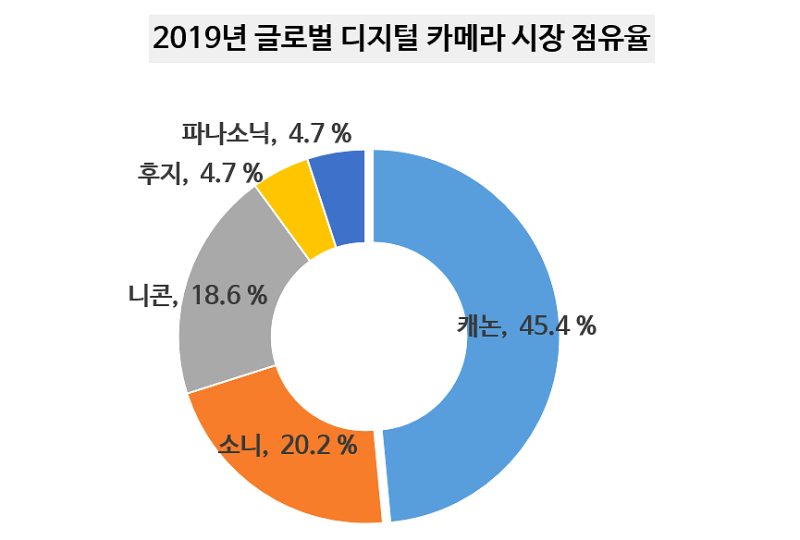 2019년 글로벌 디지털 카메라 시장 점유율
파나소닉, 4.7 %
후지, 4.7 %
니콘, 18.6 %
캐논, 45.4 %
소니, 20.2 %